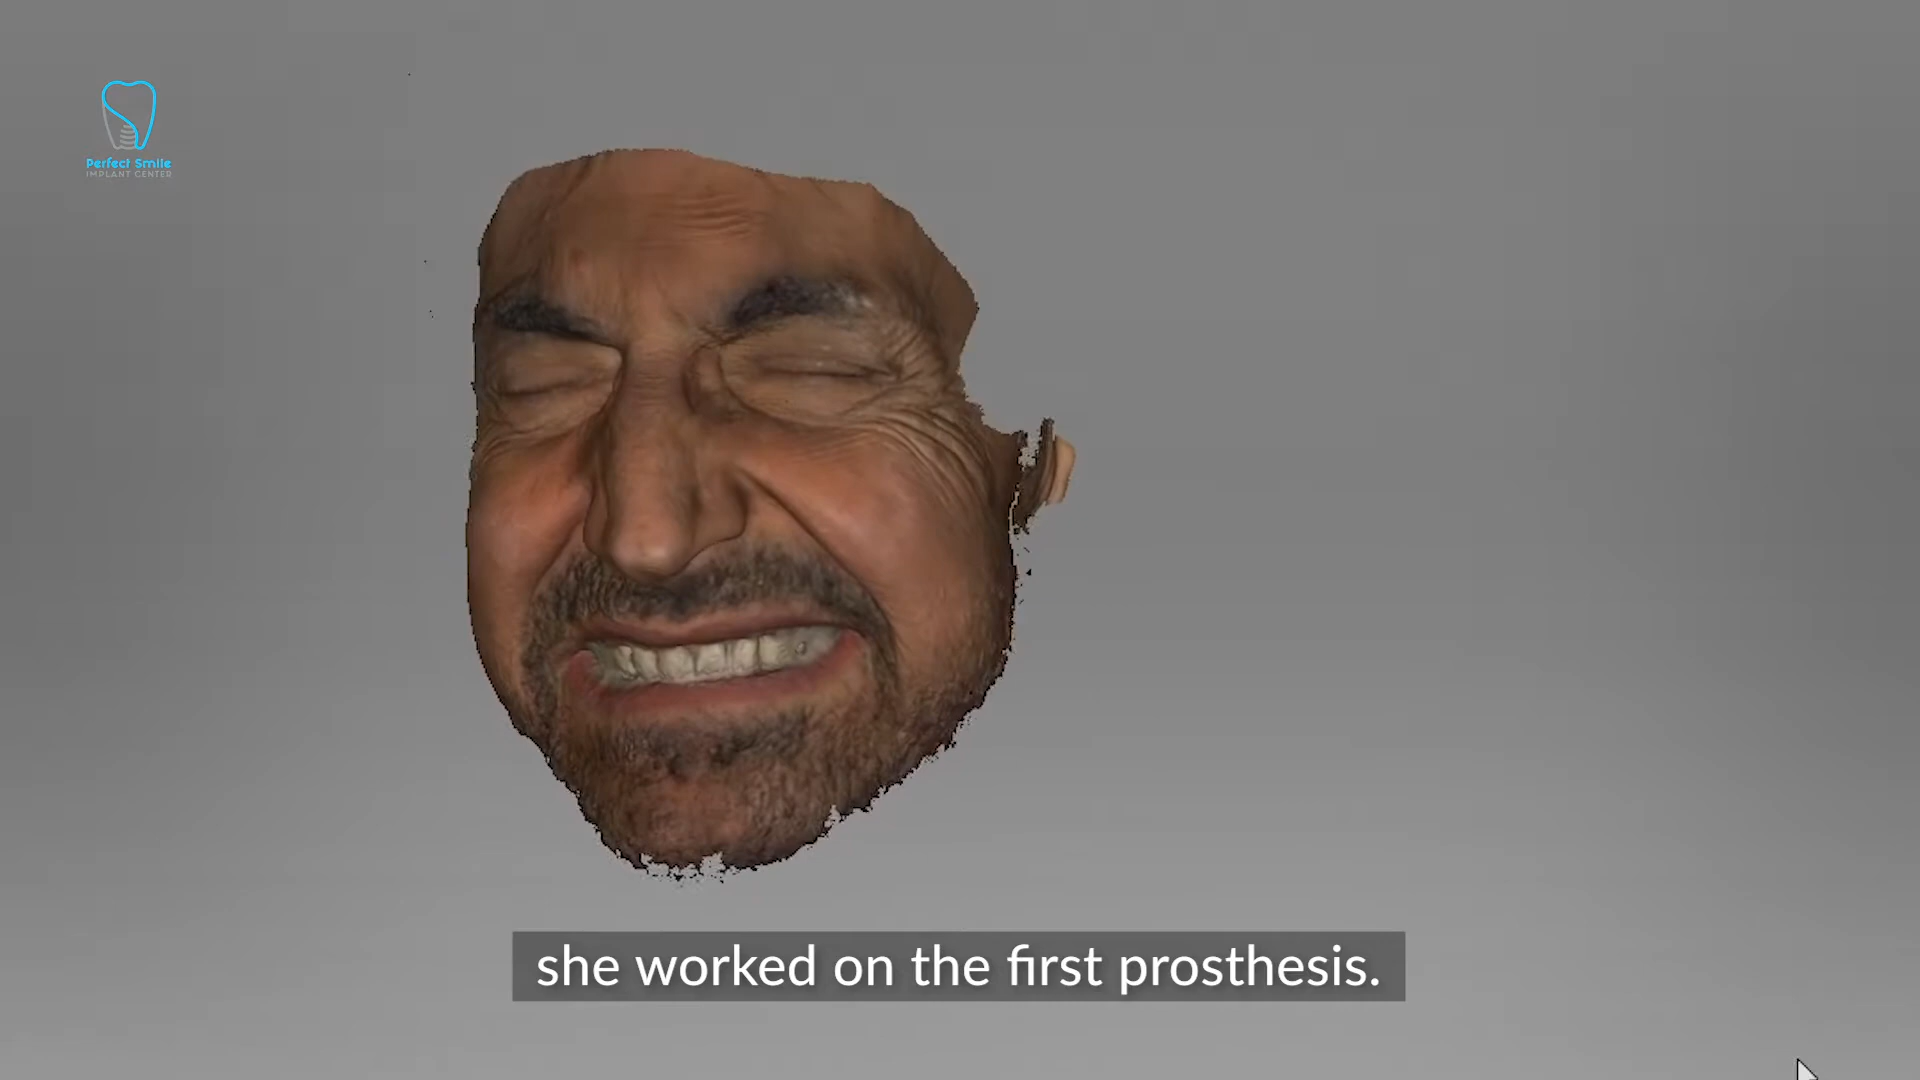 Perfect Smile
IMPLANT CENTER
she worked on the first prosthesis.